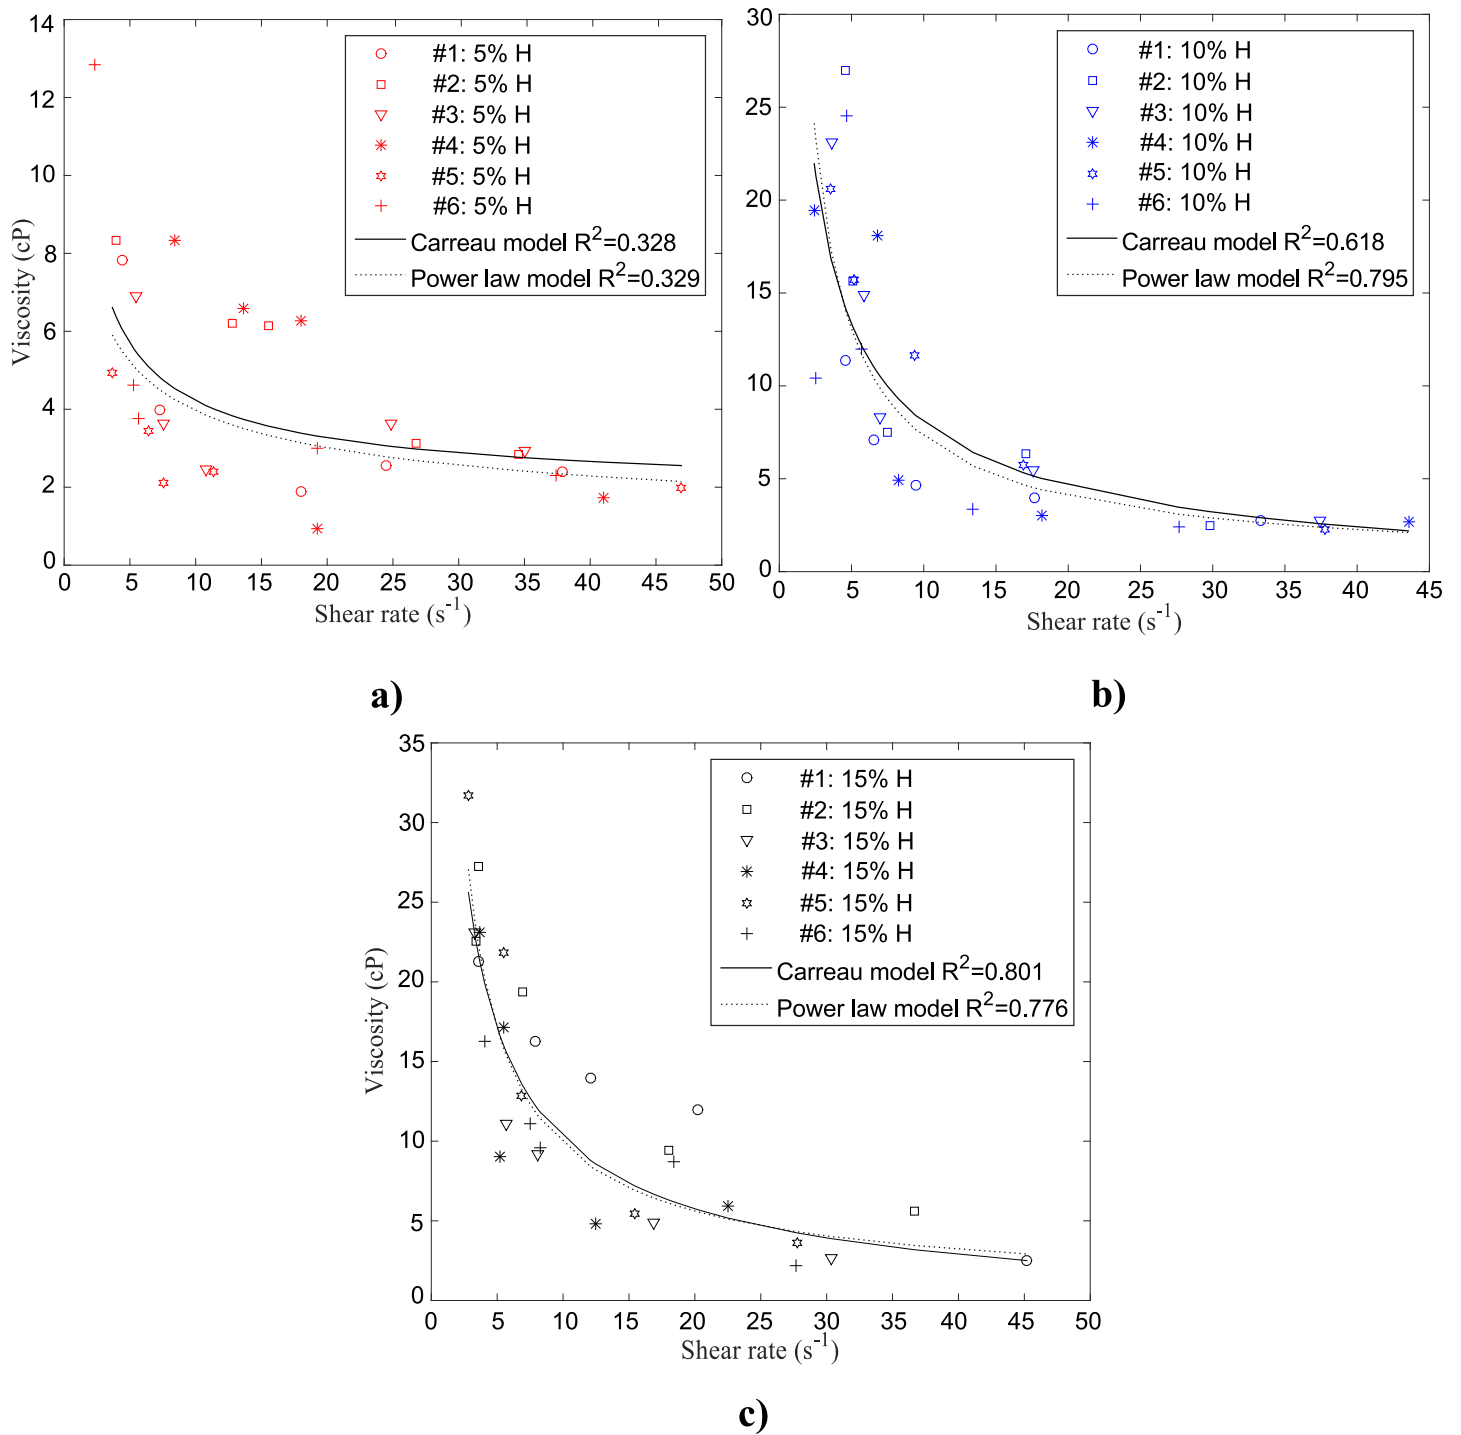 14
12
10
8
6
4
2
0
Viscosity (cP)
#1: 5% H
#2: 5% H
#3: 5% H
#4: 5% H
#5: 5% H
#6: 5% H
Carreau model R²=0.328
Power law model R²=0.329
0 5 10 15 20 25 30 35 40 45 50
Shear rate (s⁻¹)
a)
30
25
20
15
10
5
0
Viscosity (cP)
#1: 10% H
#2: 10% H
#3: 10% H
#4: 10% H
#5: 10% H
#6: 10% H
Carreau model R²=0.618
Power law model R²=0.795
0 5 10 15 20 25 30 35 40 45
Shear rate (s⁻¹)
b)
35
30
25
20
15
10
5
0
Viscosity (cP)
#1: 15% H
#2: 15% H
#3: 15% H
#4: 15% H
#5: 15% H
#6: 15% H
Carreau model R²=0.801
Power law model R²=0.776
0 5 10 15 20 25 30 35 40 45 50
Shear rate (s⁻¹)
c)